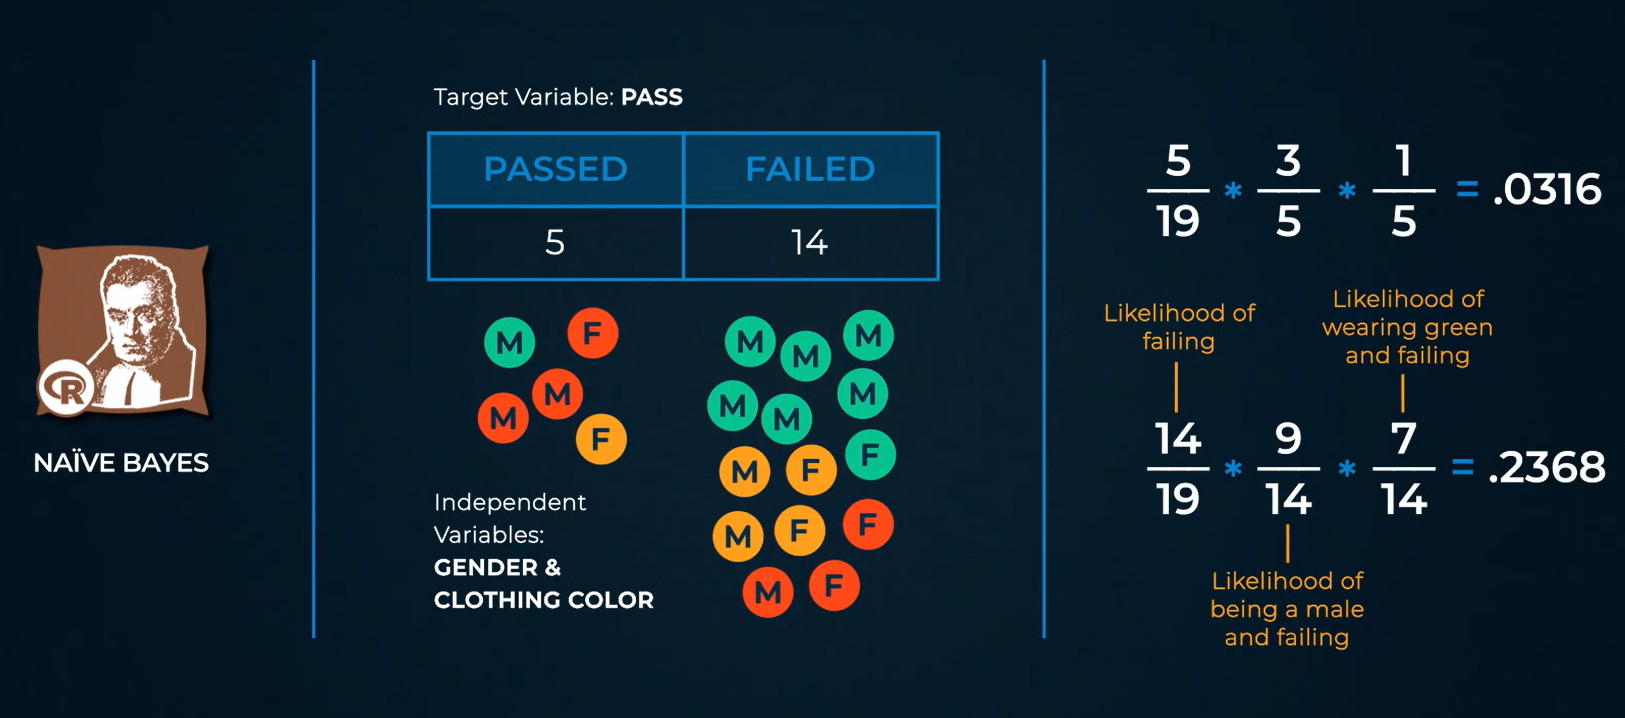 NAÏVE BAYES
R
Target Variable: PASS
PASSED FAILED
5 14
M F
M
M
F
M M M
M M M
F
M F
M F F
M F
Independent
Variables:
GENDER &
CLOTHING COLOR
5/19 * 3/5 * 1/5 = .0316
Likelihood of
failing
Likelihood of
wearing green
and failing
14/19 * 9/14 * 7/14 = .2368
Likelihood of
being a male
and failing